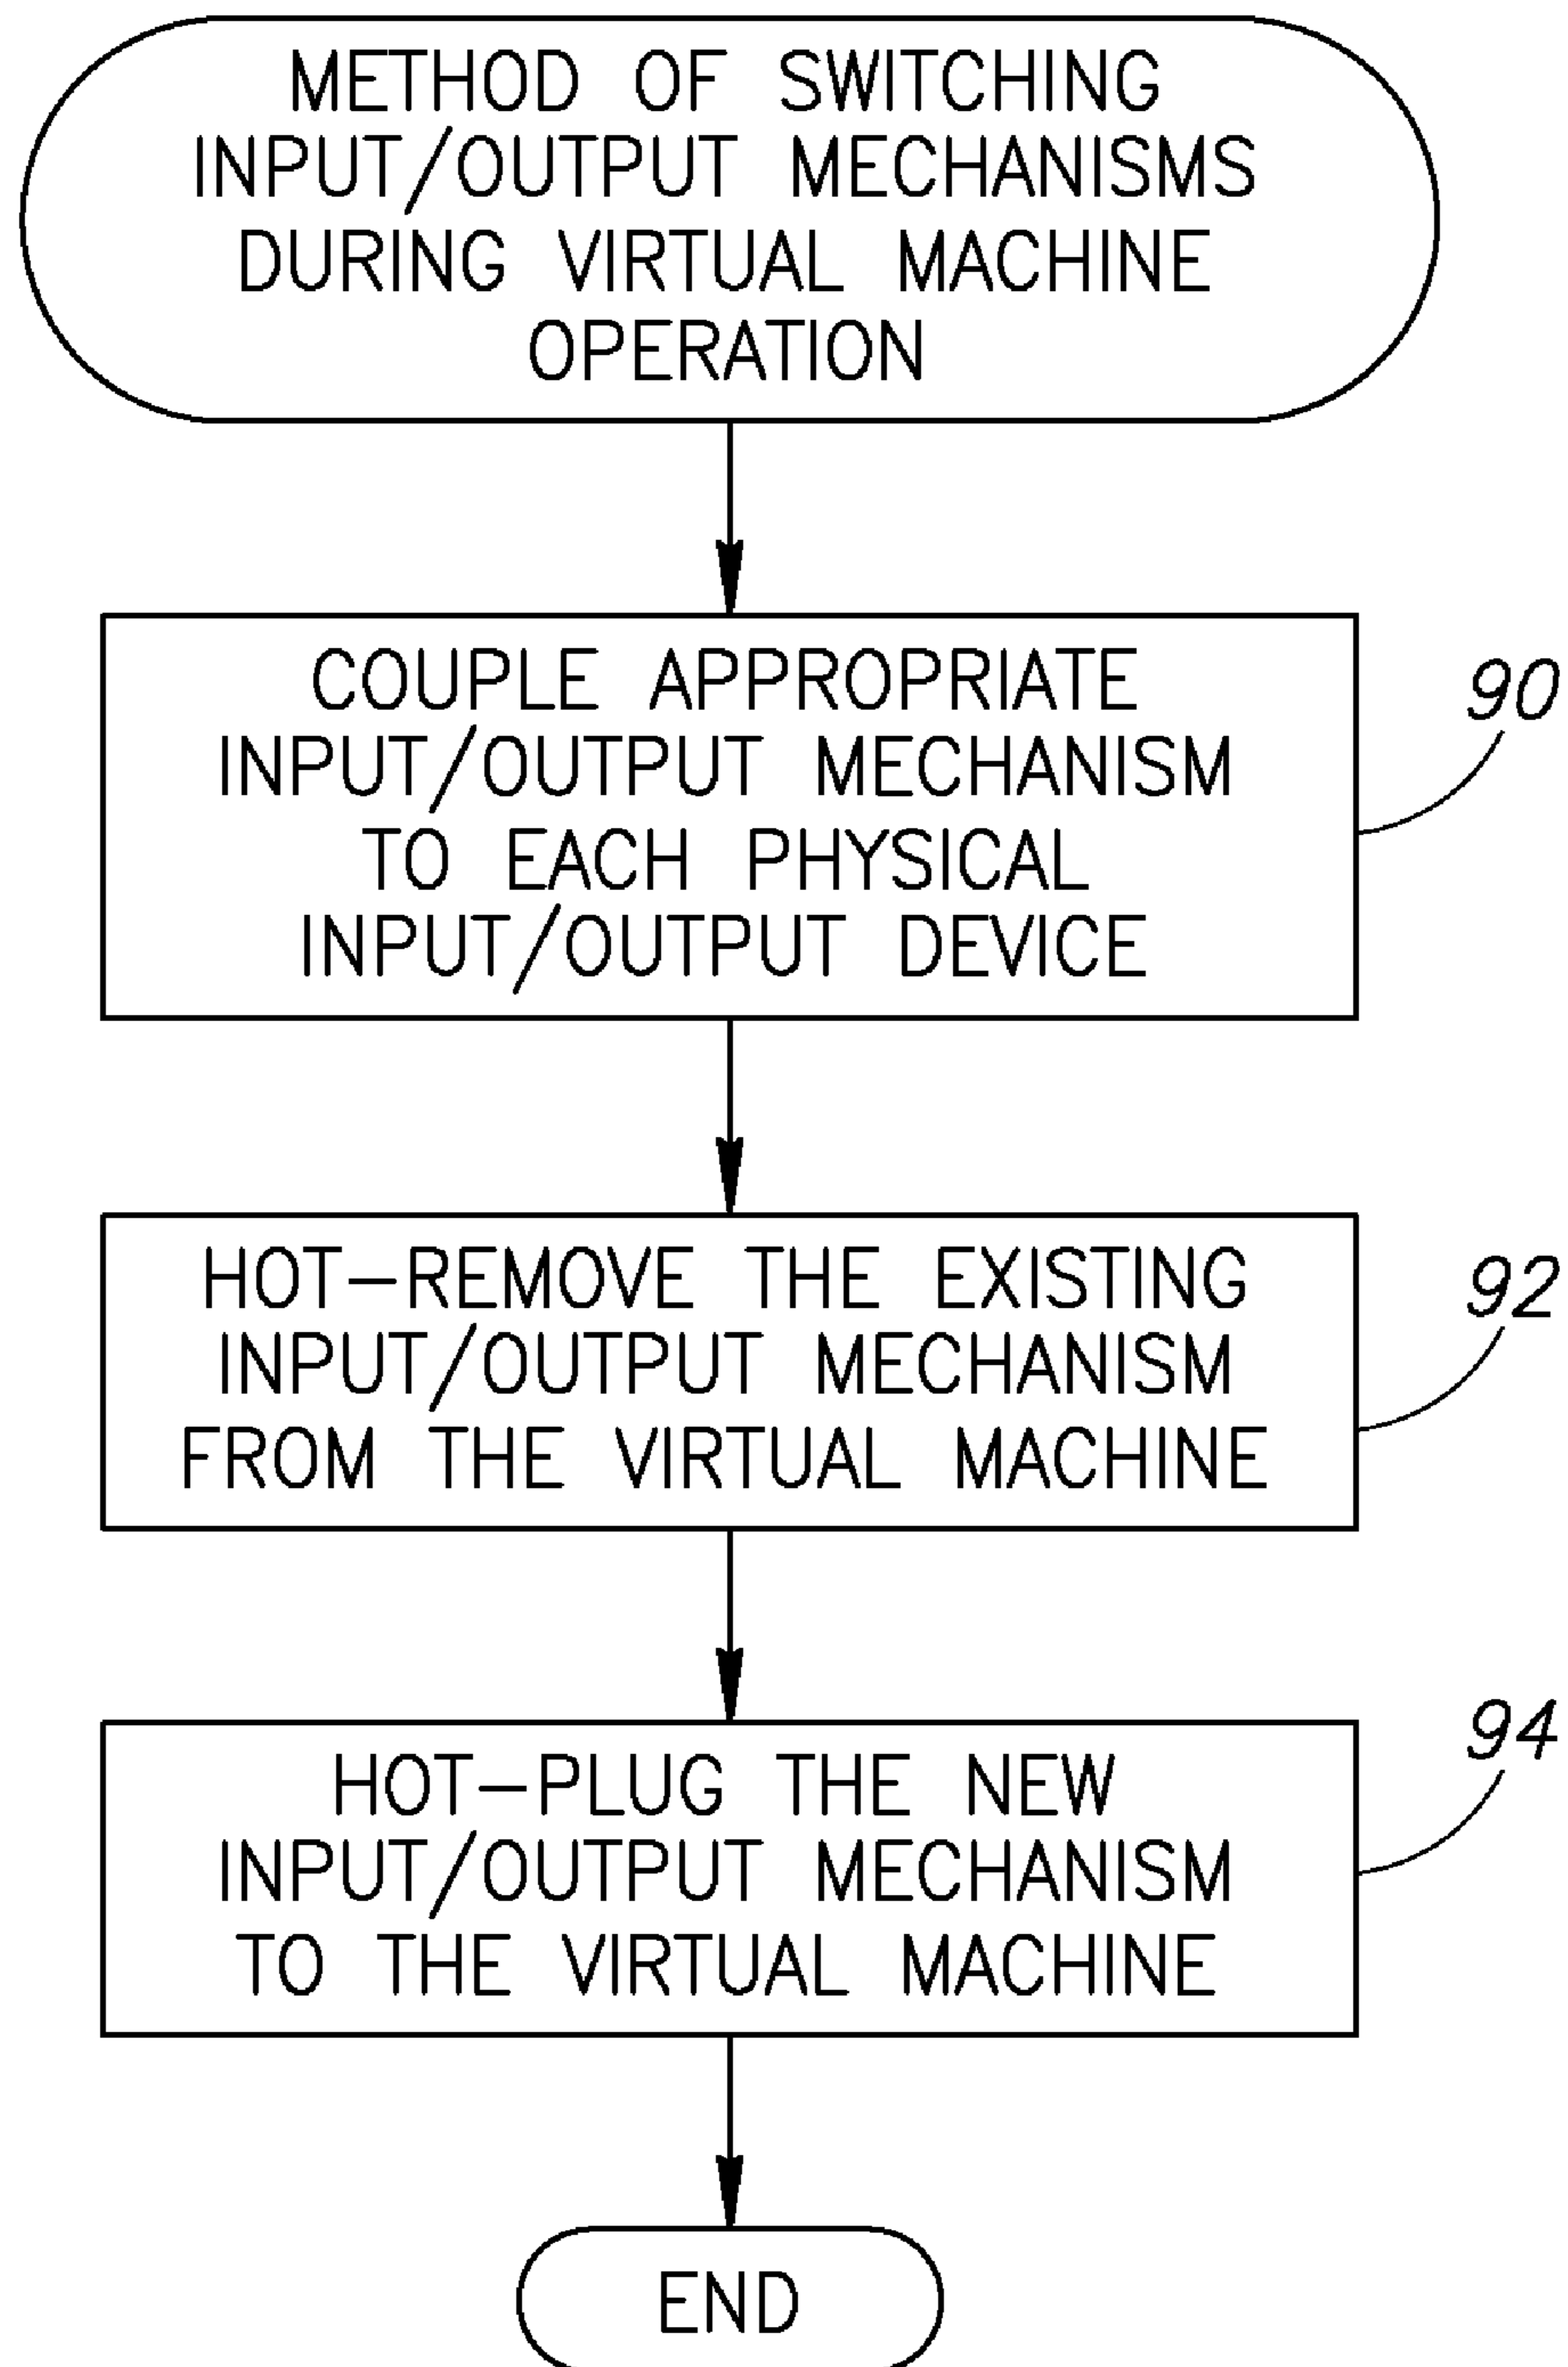 METHOD OF SWITCHING
INPUT/OUTPUT MECHANISMS
DURING VIRTUAL MACHINE
OPERATION
COUPLE APPROPRIATE
INPUT/OUTPUT MECHANISM
TO EACH PHYSICAL
INPUT/OUTPUT DEVICE
90
HOT-REMOVE THE EXISTING
INPUT/OUTPUT MECHANISM
FROM THE VIRTUAL MACHINE
92
HOT-PLUG THE NEW
INPUT/OUTPUT MECHANISM
TO THE VIRTUAL MACHINE
94
END